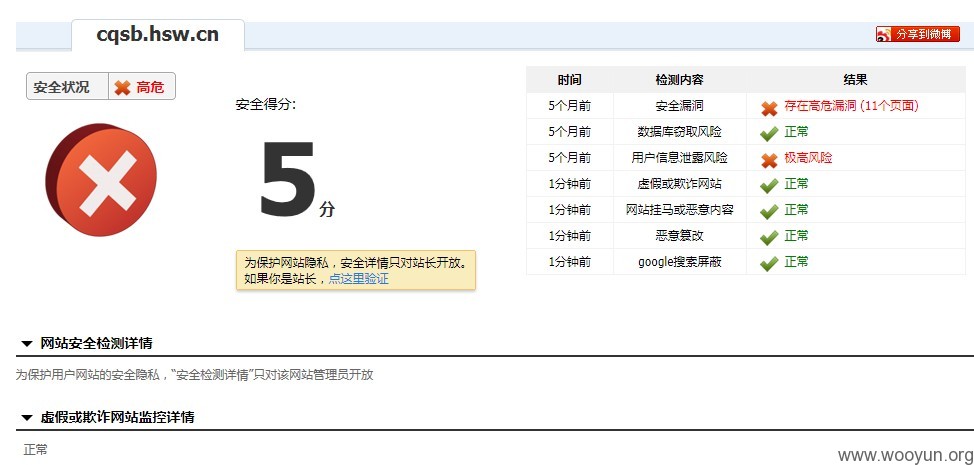 cqsb.hsw.cn
分享到微博
安全状况 高危
安全得分：
5 分
为保护网站隐私，安全详情只对站长开放。
如果你是站长，点这里验证
时间 检测内容 结果
5个月前 安全漏洞 存在高危漏洞 (11个页面)
5个月前 数据库窃取风险 正常
5个月前 用户信息泄露风险 极高风险
1分钟前 虚假或欺诈网站 正常
1分钟前 网站挂马或恶意内容 正常
1分钟前 恶意篡改 正常
1分钟前 google搜索屏蔽 正常
网站安全检测详情
为保护用户网站的安全隐私，“安全检测详情”只对该网站管理员开放
虚假或欺诈网站监控详情
正常
www.wooyun.org